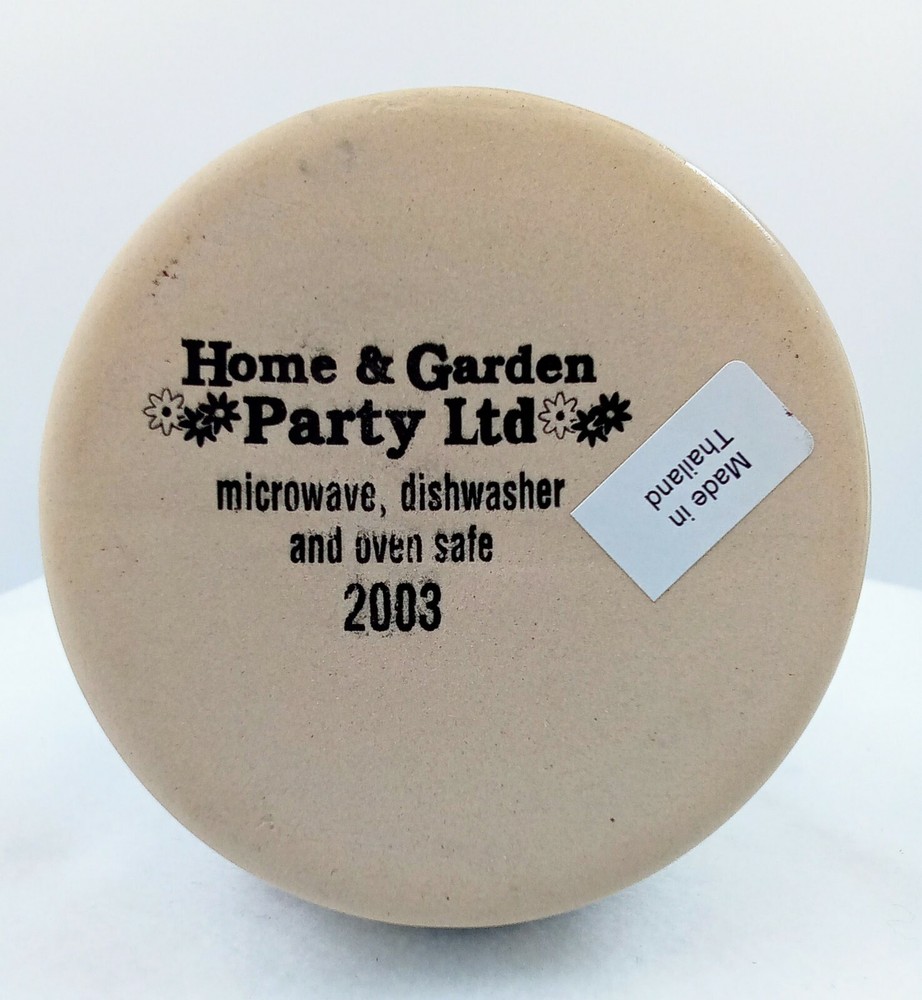 Home & Garden
Party Ltd
microwave, dishwasher
and oven safe
2003
Made in
Thailand